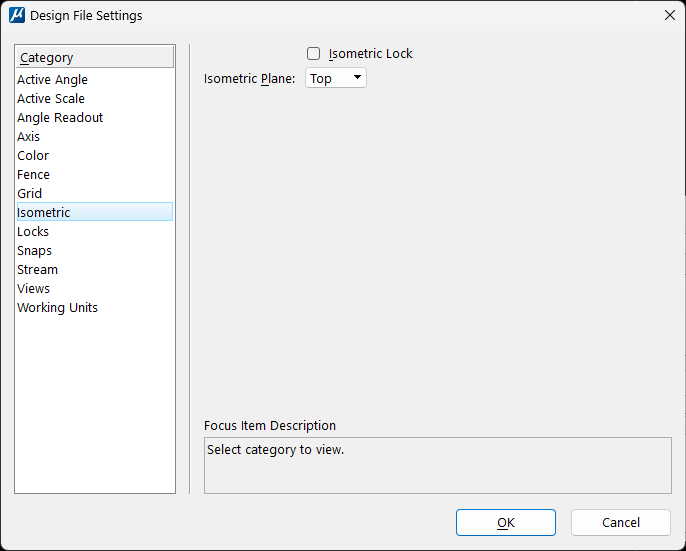 Design File Settings
Category
Active Angle
Active Scale
Angle Readout
Axis
Color
Fence
Grid
Isometric
Locks
Snaps
Stream
Views
Working Units
Isometric Lock
Isometric Plane: Top
Focus Item Description
Select category to view.
OK Cancel